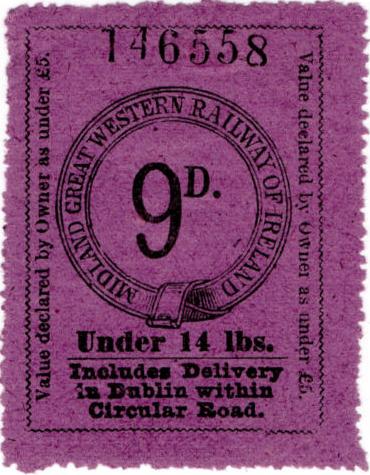 146558
Value declared by Owner as under £5.
MIDLAND GREAT WESTERN RAILWAY OF IRELAND
9D.
Value declared by Owner as under £5.
Under 14 lbs.
Includes Delivery
in Dublin within
Circular Road.